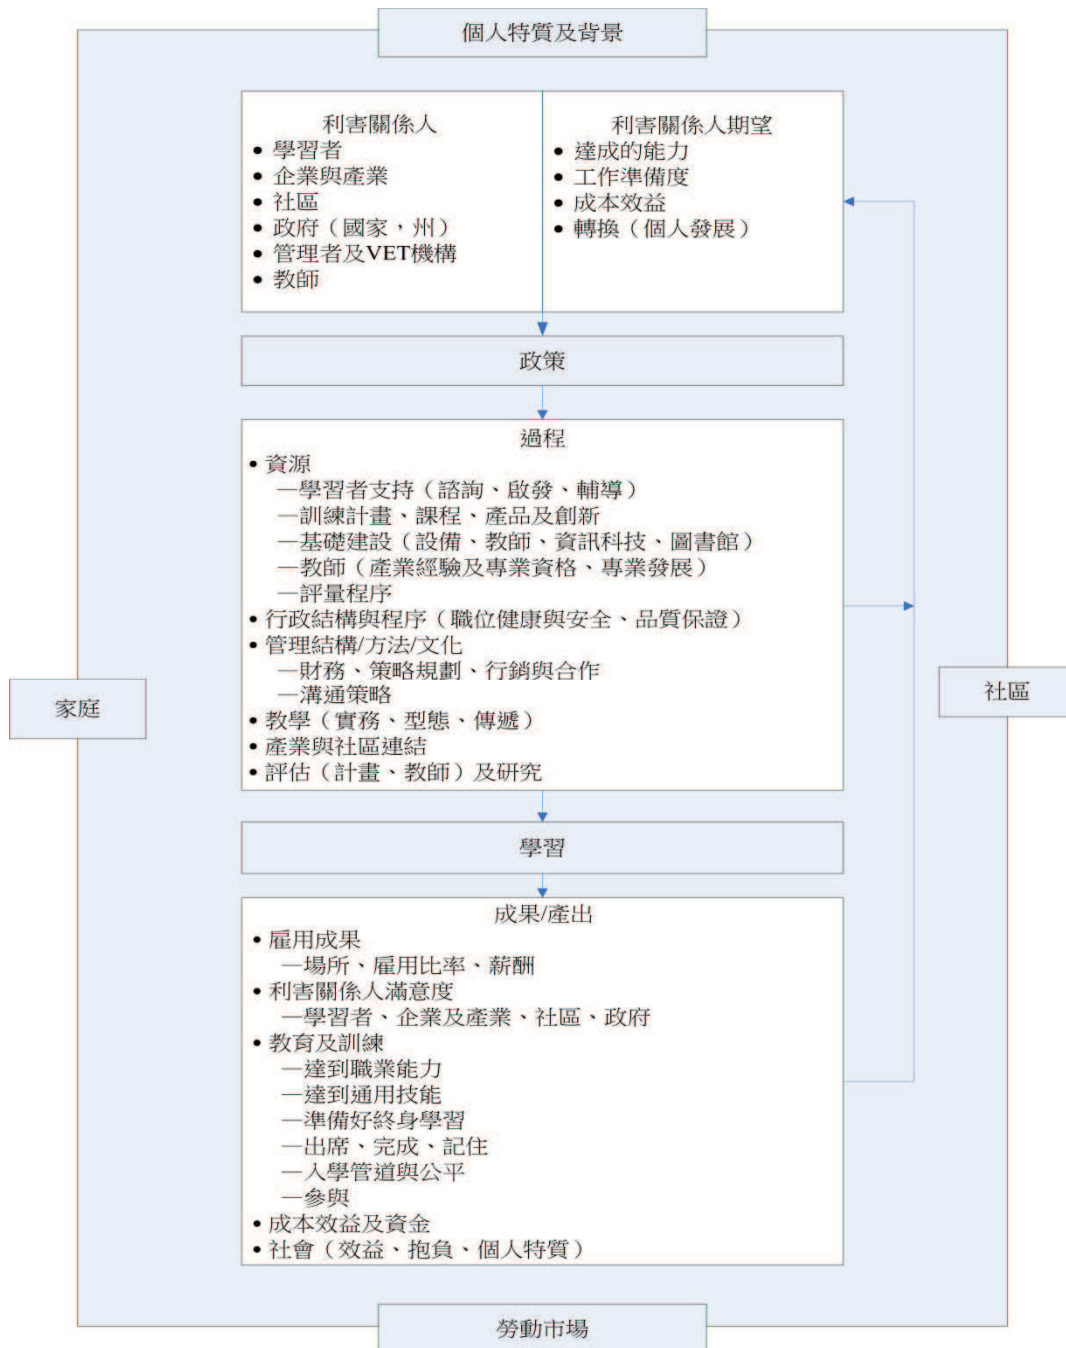 個人特質及背景
利害關係人
• 學習者
• 企業與產業
• 社區
• 政府（國家，州）
• 管理者及VET機構
• 教師
利害關係人期望
• 達成的能力
• 工作準備度
• 成本效益
• 轉換（個人發展）
政策
過程
• 資源
—學習者支持（諮詢、啟發、輔導）
—訓練計畫、課程、產品及創新
—基礎建設（設備、教師、資訊科技、圖書館）
—教師（產業經驗及專業資格、專業發展）
—評量程序
• 行政結構與程序（職位健康與安全、品質保證）
• 管理結構/方法/文化
—財務、策略規劃、行銷與合作
—溝通策略
• 教學（實務、型態、傳遞）
• 產業與社區連結
• 評估（計畫、教師）及研究
家庭
社區
學習
成果/產出
• 雇用成果
—場所、雇用比率、薪酬
• 利害關係人滿意度
—學習者、企業及產業、社區、政府
• 教育及訓練
—達到職業能力
—達到通用技能
—準備好終身學習
—出席、完成、記住
—入學管道與公平
—參與
• 成本效益及資金
• 社會（效益、抱負、個人特質）
勞動市場